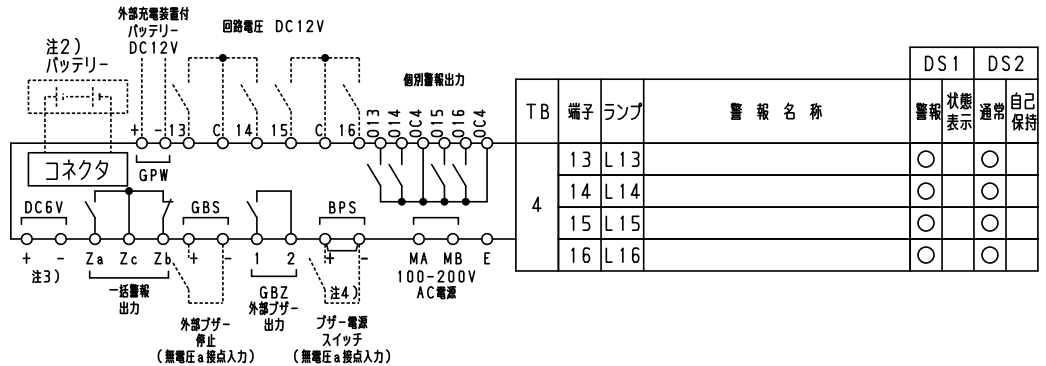 外部充電装置付
バッテリー
DC12V
回路電圧 DC12V
注2)
バッテリー
個別警報出力
+ - 13 C 14 15 C 16 O13 O14 OC4 O15 O16 OC4
コネクタ
GPW
DC6V GBS BPS
+ - Za Zc Zb + - 1 2 + - MA MB E
注3)
一括警報
出力
外部ブザー
停止
(無電圧a接点入力)
GBZ
外部ブザー
出力
注4)
ブザー電源
スイッチ
(無電圧a接点入力)
100-200V
AC電源
DS1 DS2
TB 端子 ランプ 警報名称 警報 状態表示 通常 自己保持
4
13 L13 ○ ○
14 L14 ○ ○
15 L15 ○ ○
16 L16 ○ ○